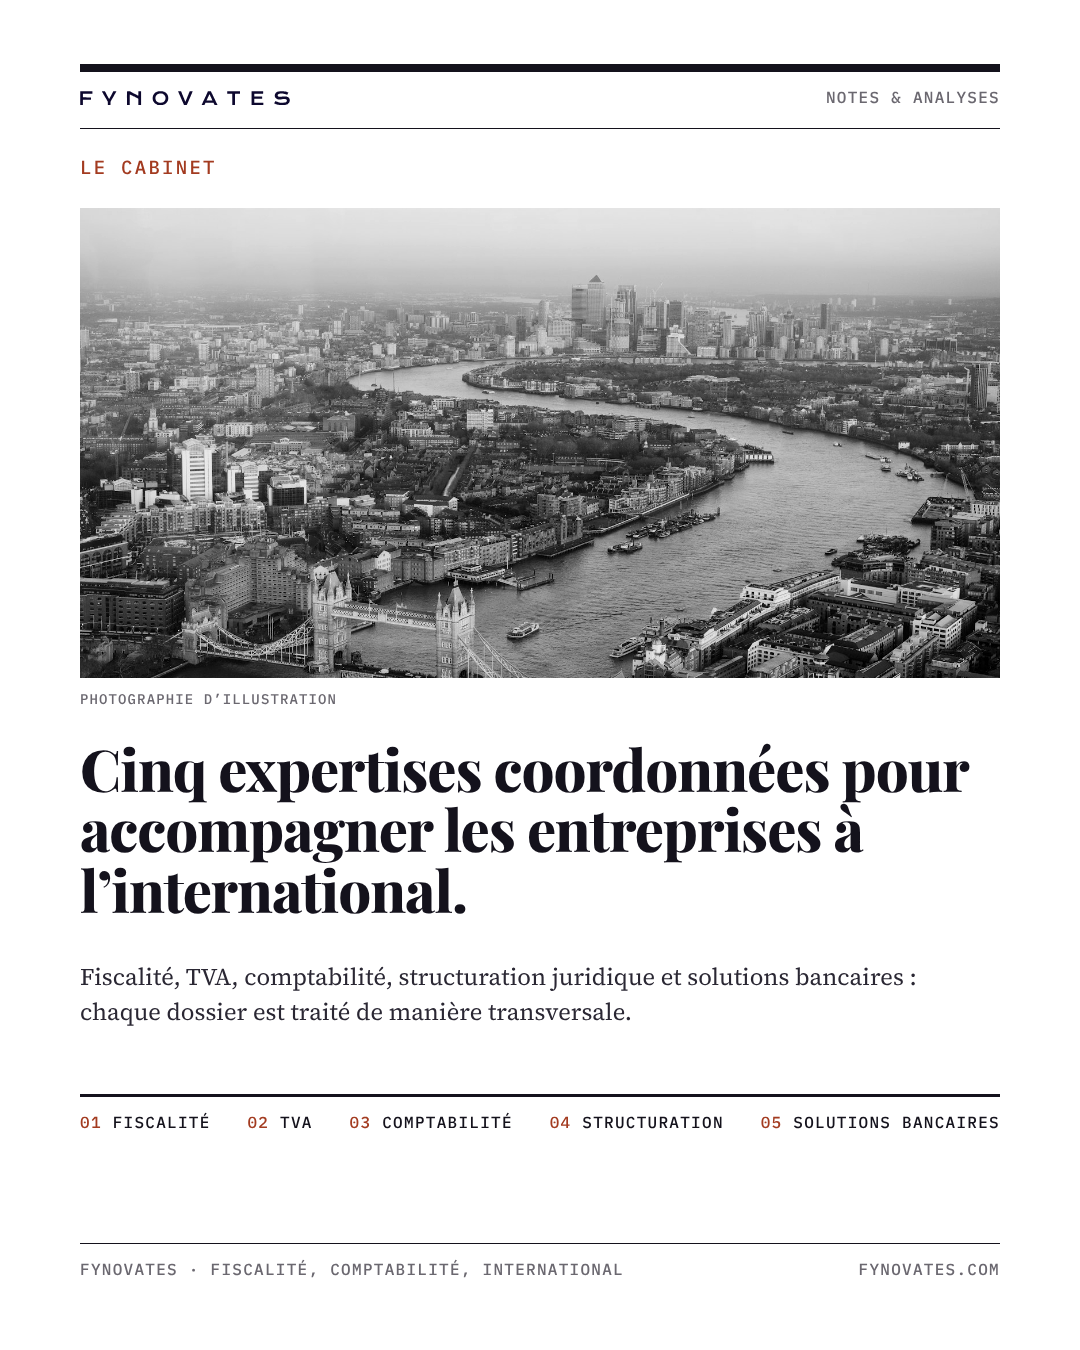 FYNOVATES
NOTES & ANALYSES
LE CABINET
PHOTOGRAPHIE D’ILLUSTRATION
Cinq expertises coordonnées pour
accompagner les entreprises à
l’international.
Fiscalité, TVA, comptabilité, structuration juridique et solutions bancaires :
chaque dossier est traité de manière transversale.
01 FISCALITÉ 02 TVA 03 COMPTABILITÉ 04 STRUCTURATION 05 SOLUTIONS BANCAIRES
FYNOVATES · FISCALITÉ, COMPTABILITÉ, INTERNATIONAL
FYNOVATES.COM